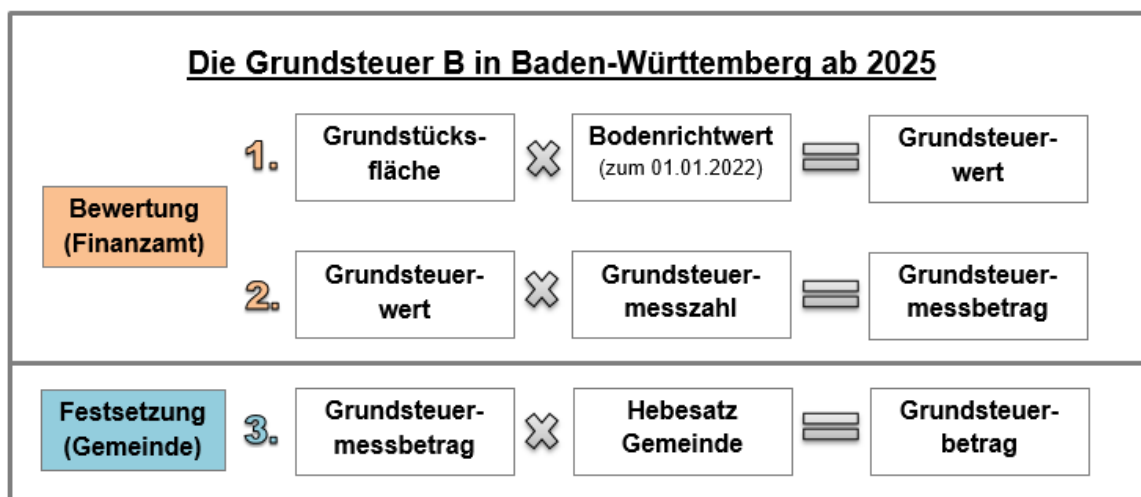 Die Grundsteuer B in Baden-Württemberg ab 2025
Bewertung
(Finanzamt)
1.
Grundstücks-
fläche
Bodenrichtwert
(zum 01.01.2022)
Grundsteuer-
wert
2.
Grundsteuer-
wert
Grundsteuer-
messzahl
Grundsteuer-
messbetrag
Festsetzung
(Gemeinde)
3.
Grundsteuer-
messbetrag
Hebesatz
Gemeinde
Grundsteuer-
betrag